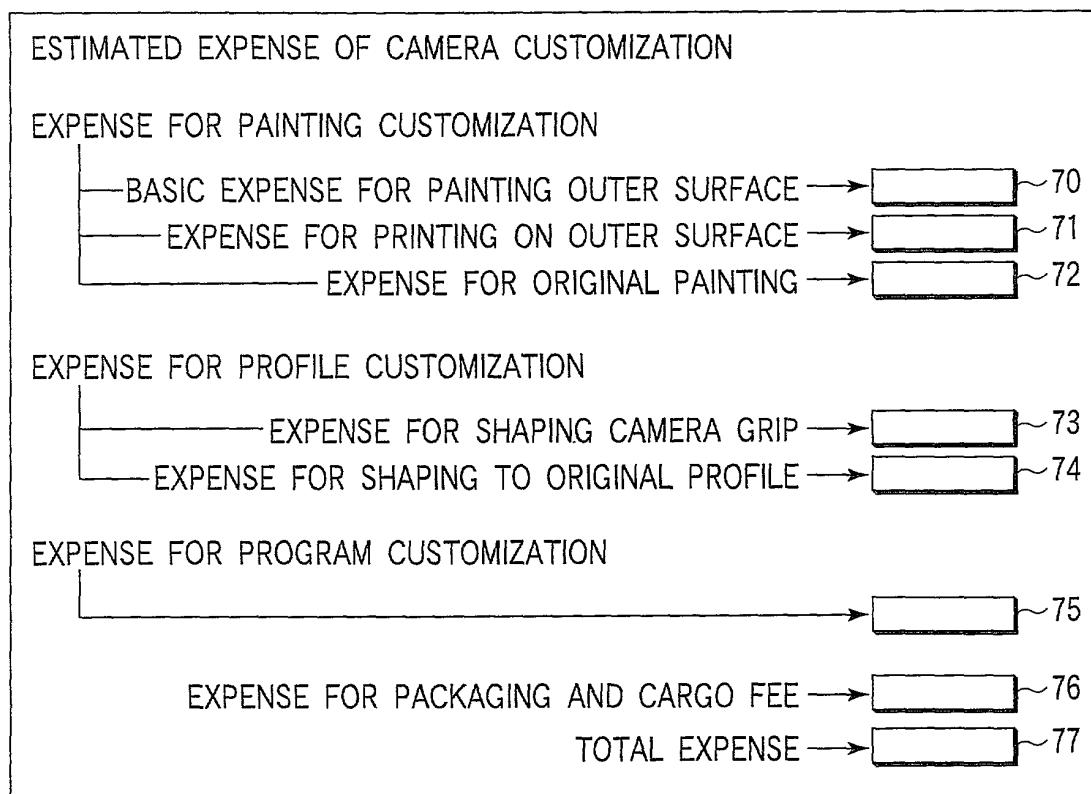 ESTIMATED EXPENSE OF CAMERA CUSTOMIZATION
EXPENSE FOR PAINTING CUSTOMIZATION
BASIC EXPENSE FOR PAINTING OUTER SURFACE 70
EXPENSE FOR PRINTING ON OUTER SURFACE 71
EXPENSE FOR ORIGINAL PAINTING 72
EXPENSE FOR PROFILE CUSTOMIZATION
EXPENSE FOR SHAPING CAMERA GRIP 73
EXPENSE FOR SHAPING TO ORIGINAL PROFILE 74
EXPENSE FOR PROGRAM CUSTOMIZATION
75
EXPENSE FOR PACKAGING AND CARGO FEE 76
TOTAL EXPENSE 77